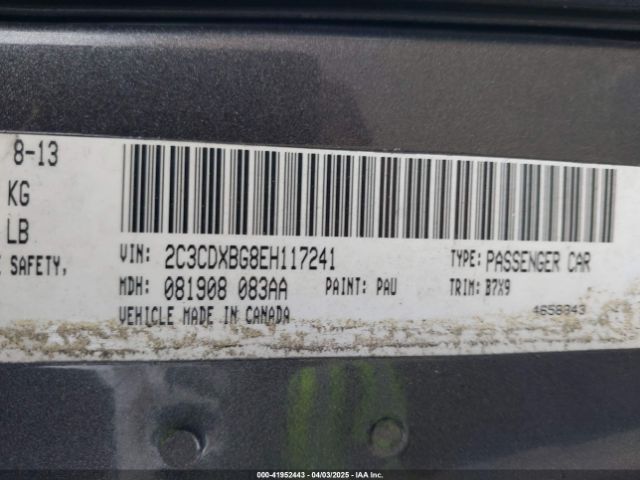 8-13
KG
LB
SAFETY,
VIN: 2C3CDXBG8EH117241 TYPE: PASSENGER CAR
MDH: 081908 083AA PAINT: PAU TRIM: B7X9
VEHICLE MADE IN CANADA 4658843
000-41952443 - 04/03/2025 - IAA Inc.